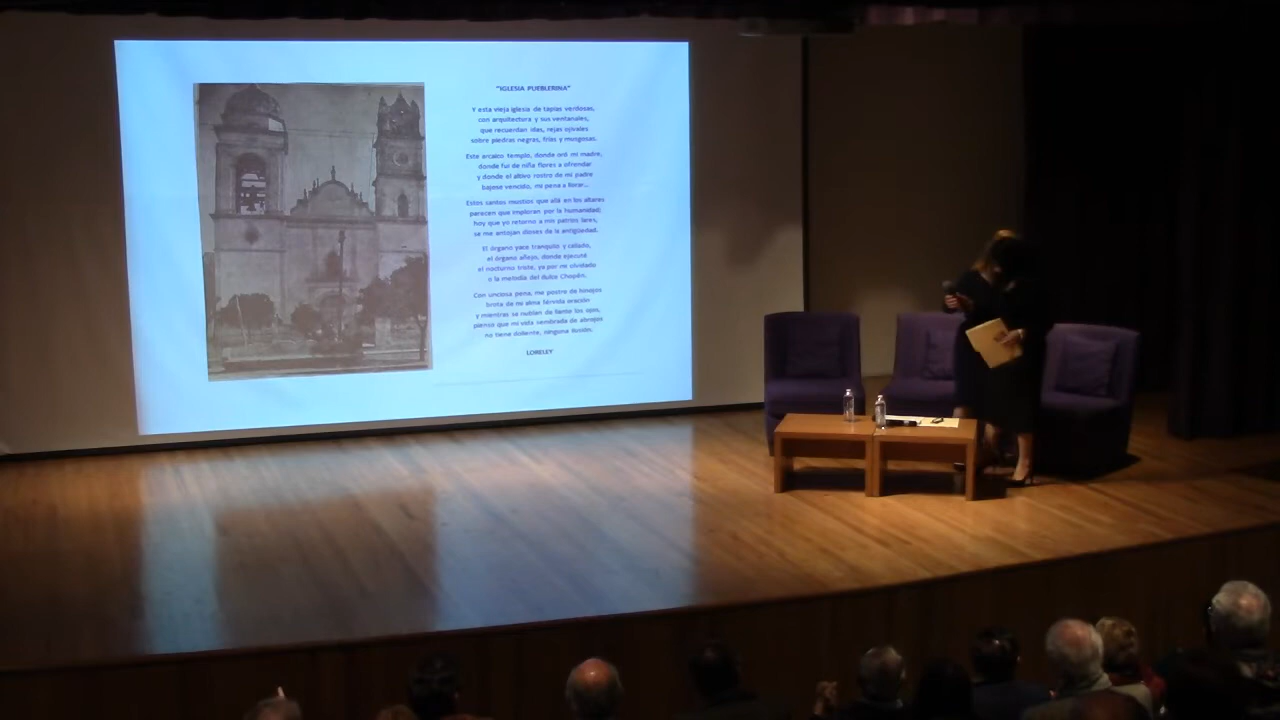 "IGLESIA PUEBLERINA"
Y esta vieja iglesia de tapias verdosas,
con arquitectura y sus ventanales,
que recuerdan idas, rejas ojivales
sobre piedras negras, frías y musgosas.
Este arcaico templo, donde oró mi madre,
donde fui de niña flores a ofrendar
y donde el altivo rostro de mi padre
bajose vencido, mi pena a llorar...
Estos santos mustios que allá en los altares
parecen que imploran por la humanidad;
hoy que yo retorno a mis patrios lares,
se me antojan dioses de la antigüedad.
El órgano yace tranquilo y callado,
el órgano añejo, donde ejecuté
el nocturno triste, ya por mi olvidado
o la melodía del dulce Chopín.
Con unciosa pena, me postro de hinojos
brota de mi alma férvida oración
y mientras se nublan de llanto los ojos,
pienso que mi vida sembrada de abrojos
no tiene doliente, ninguna ilusión.
LORELEY